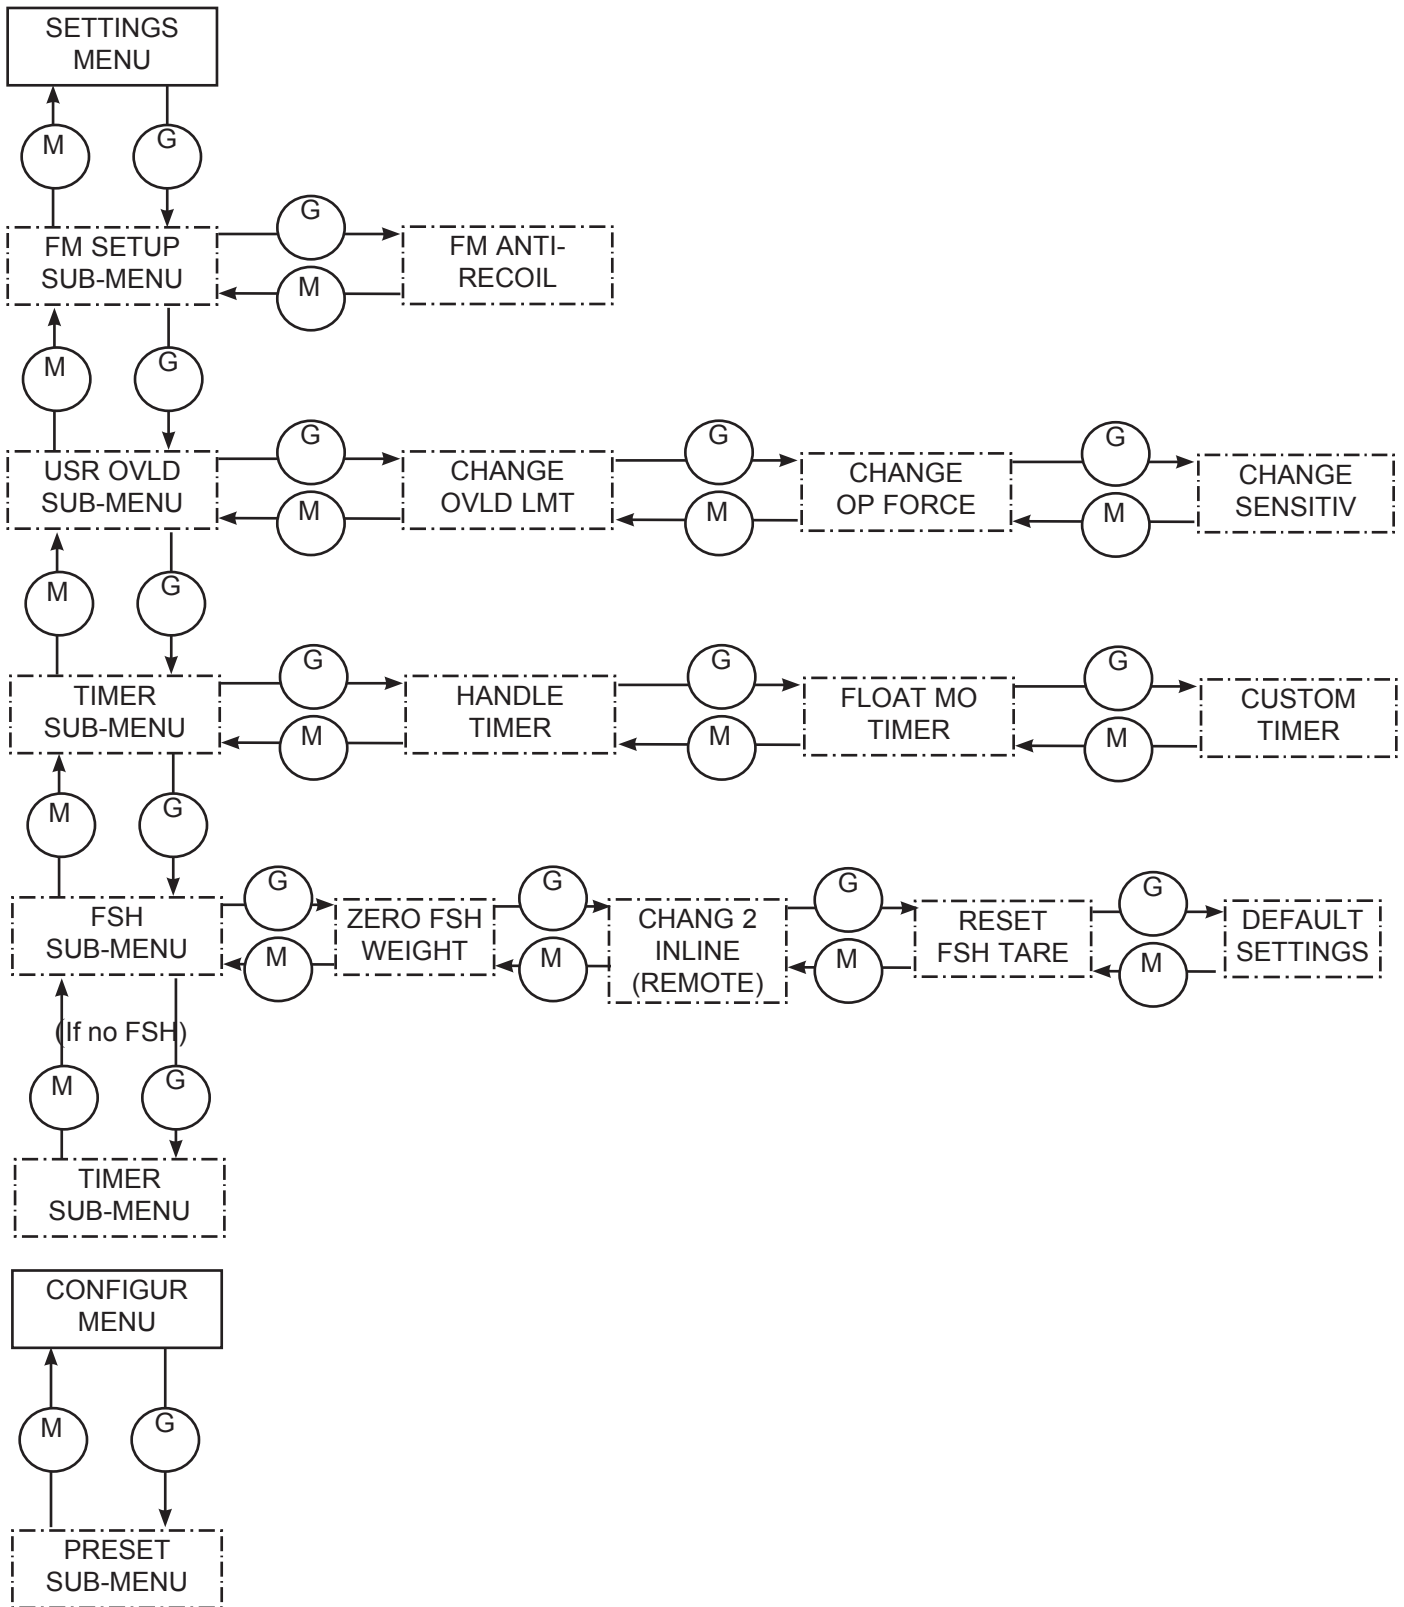 SETTINGS
MENU
M
G
FM SETUP
SUB-MENU
G
M
FM ANTI-
RECOIL
M
G
USR OVLD
SUB-MENU
G
M
CHANGE
OVLD LMT
G
M
CHANGE
OP FORCE
G
M
CHANGE
SENSITIV
M
G
TIMER
SUB-MENU
G
M
HANDLE
TIMER
G
M
FLOAT MO
TIMER
G
M
CUSTOM
TIMER
M
G
FSH
SUB-MENU
G
M
ZERO FSH
WEIGHT
G
M
CHANG 2
INLINE
(REMOTE)
G
M
RESET
FSH TARE
G
M
DEFAULT
SETTINGS
(If no FSH)
M
G
TIMER
SUB-MENU
CONFIGUR
MENU
M
G
PRESET
SUB-MENU